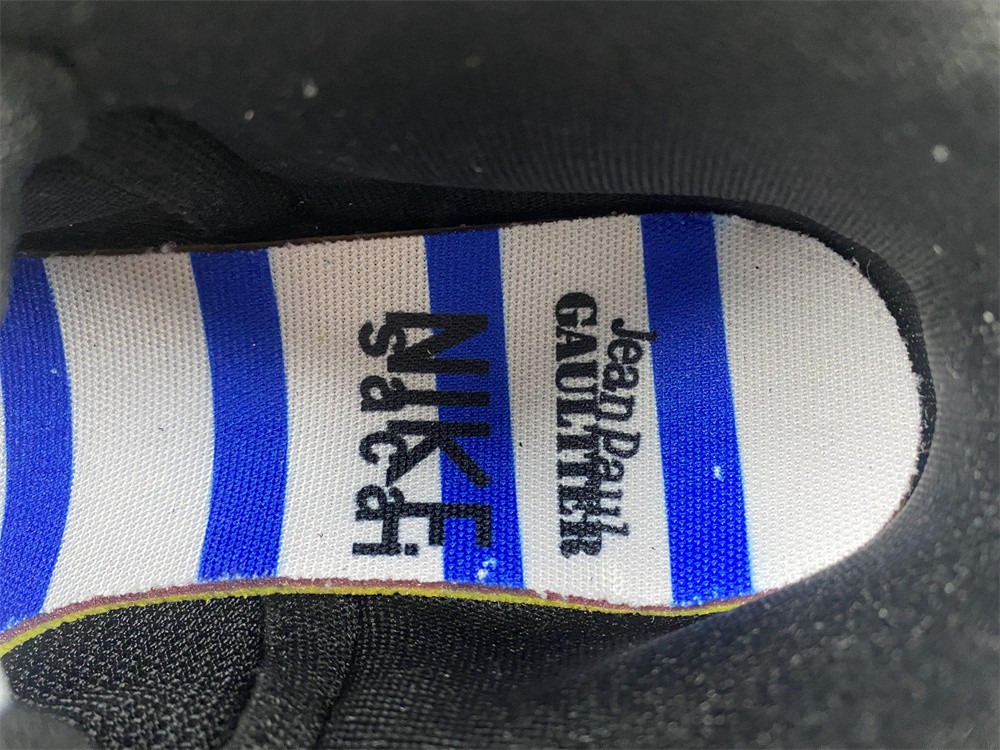 Jean Paul
GAULTIER
NIKE
sacai